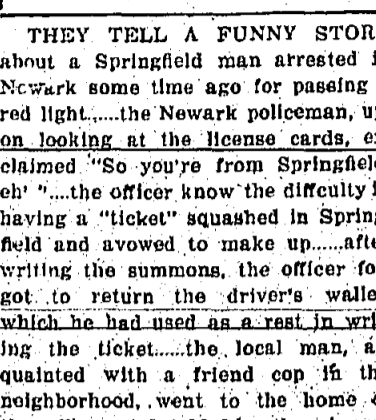 THEY TELL A FUNNY STOR
about a Springfield man arrested i
Newark some time ago for passing
red light......the Newark policeman, u
on looking at the license cards, e
claimed "So you're from Springfiel
eh' "....the officer know the diffculty i
having a "ticket" squashed in Sprin
field and avowed to make up......afte
writing the summons, the officer fo
got to return the driver's walle
which he had used as a rest in wri
ing the ticket......the local man, a
quainted with a friend cop in th
neighborhood, went to the home